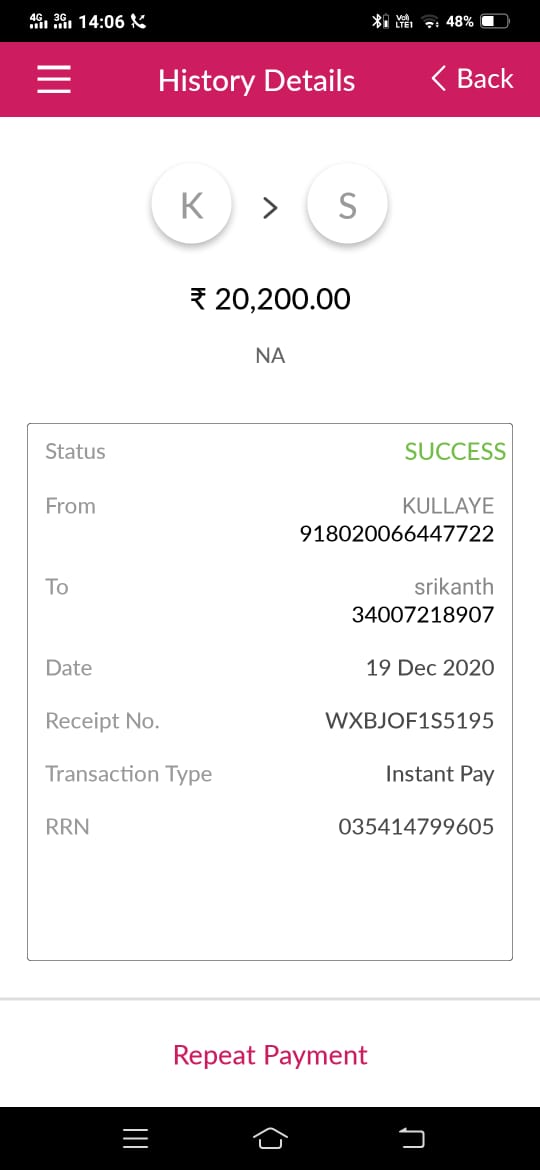 4G 3G 14:06 VoI) LTE1 48%
History Details Back
K > S
₹ 20,200.00
NA
Status SUCCESS
From KULLAYE
918020066447722
To srikanth
34007218907
Date 19 Dec 2020
Receipt No. WXBJOF1S5195
Transaction Type Instant Pay
RRN 035414799605
Repeat Payment